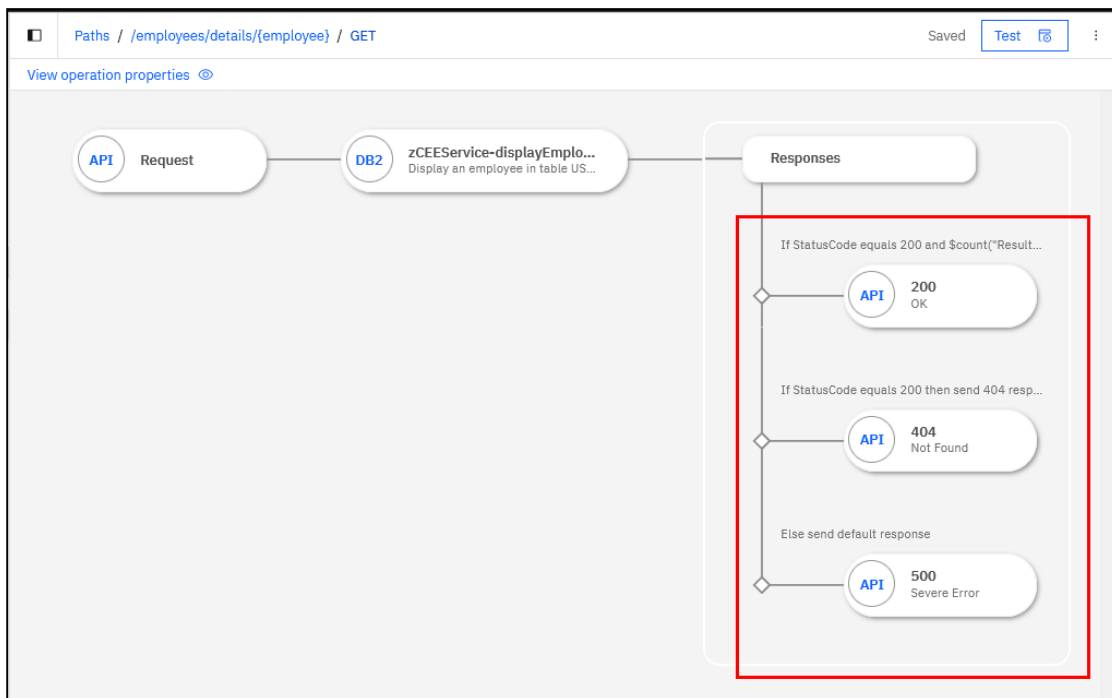 Paths / /employees/details/{employee} / GET
Saved
Test
View operation properties
API
Request
DB2
zCEEService-displayEmplo...
Display an employee in table US...
Responses
If StatusCode equals 200 and $count("Result...
API
200
OK
If StatusCode equals 200 then send 404 resp...
API
404
Not Found
Else send default response
API
500
Severe Error